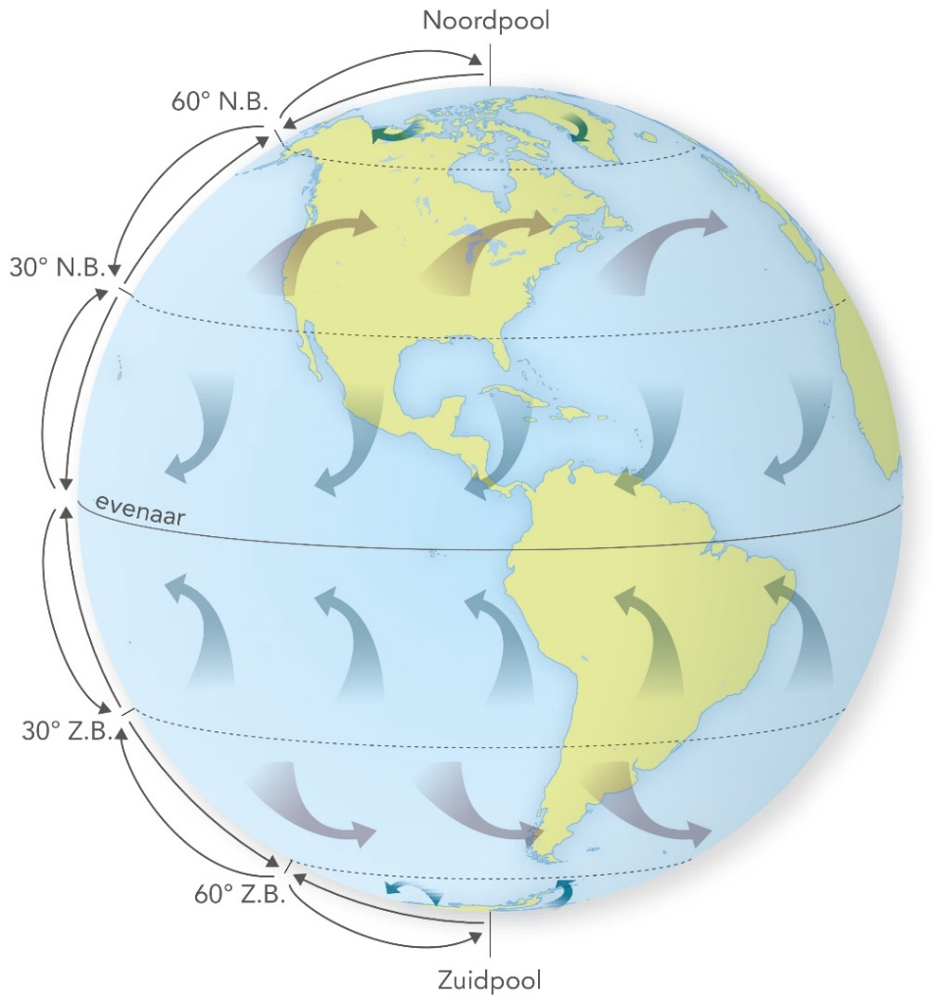 Noordpool
60° N.B.
30° N.B.
evenaar
30° Z.B.
60° Z.B.
Zuidpool